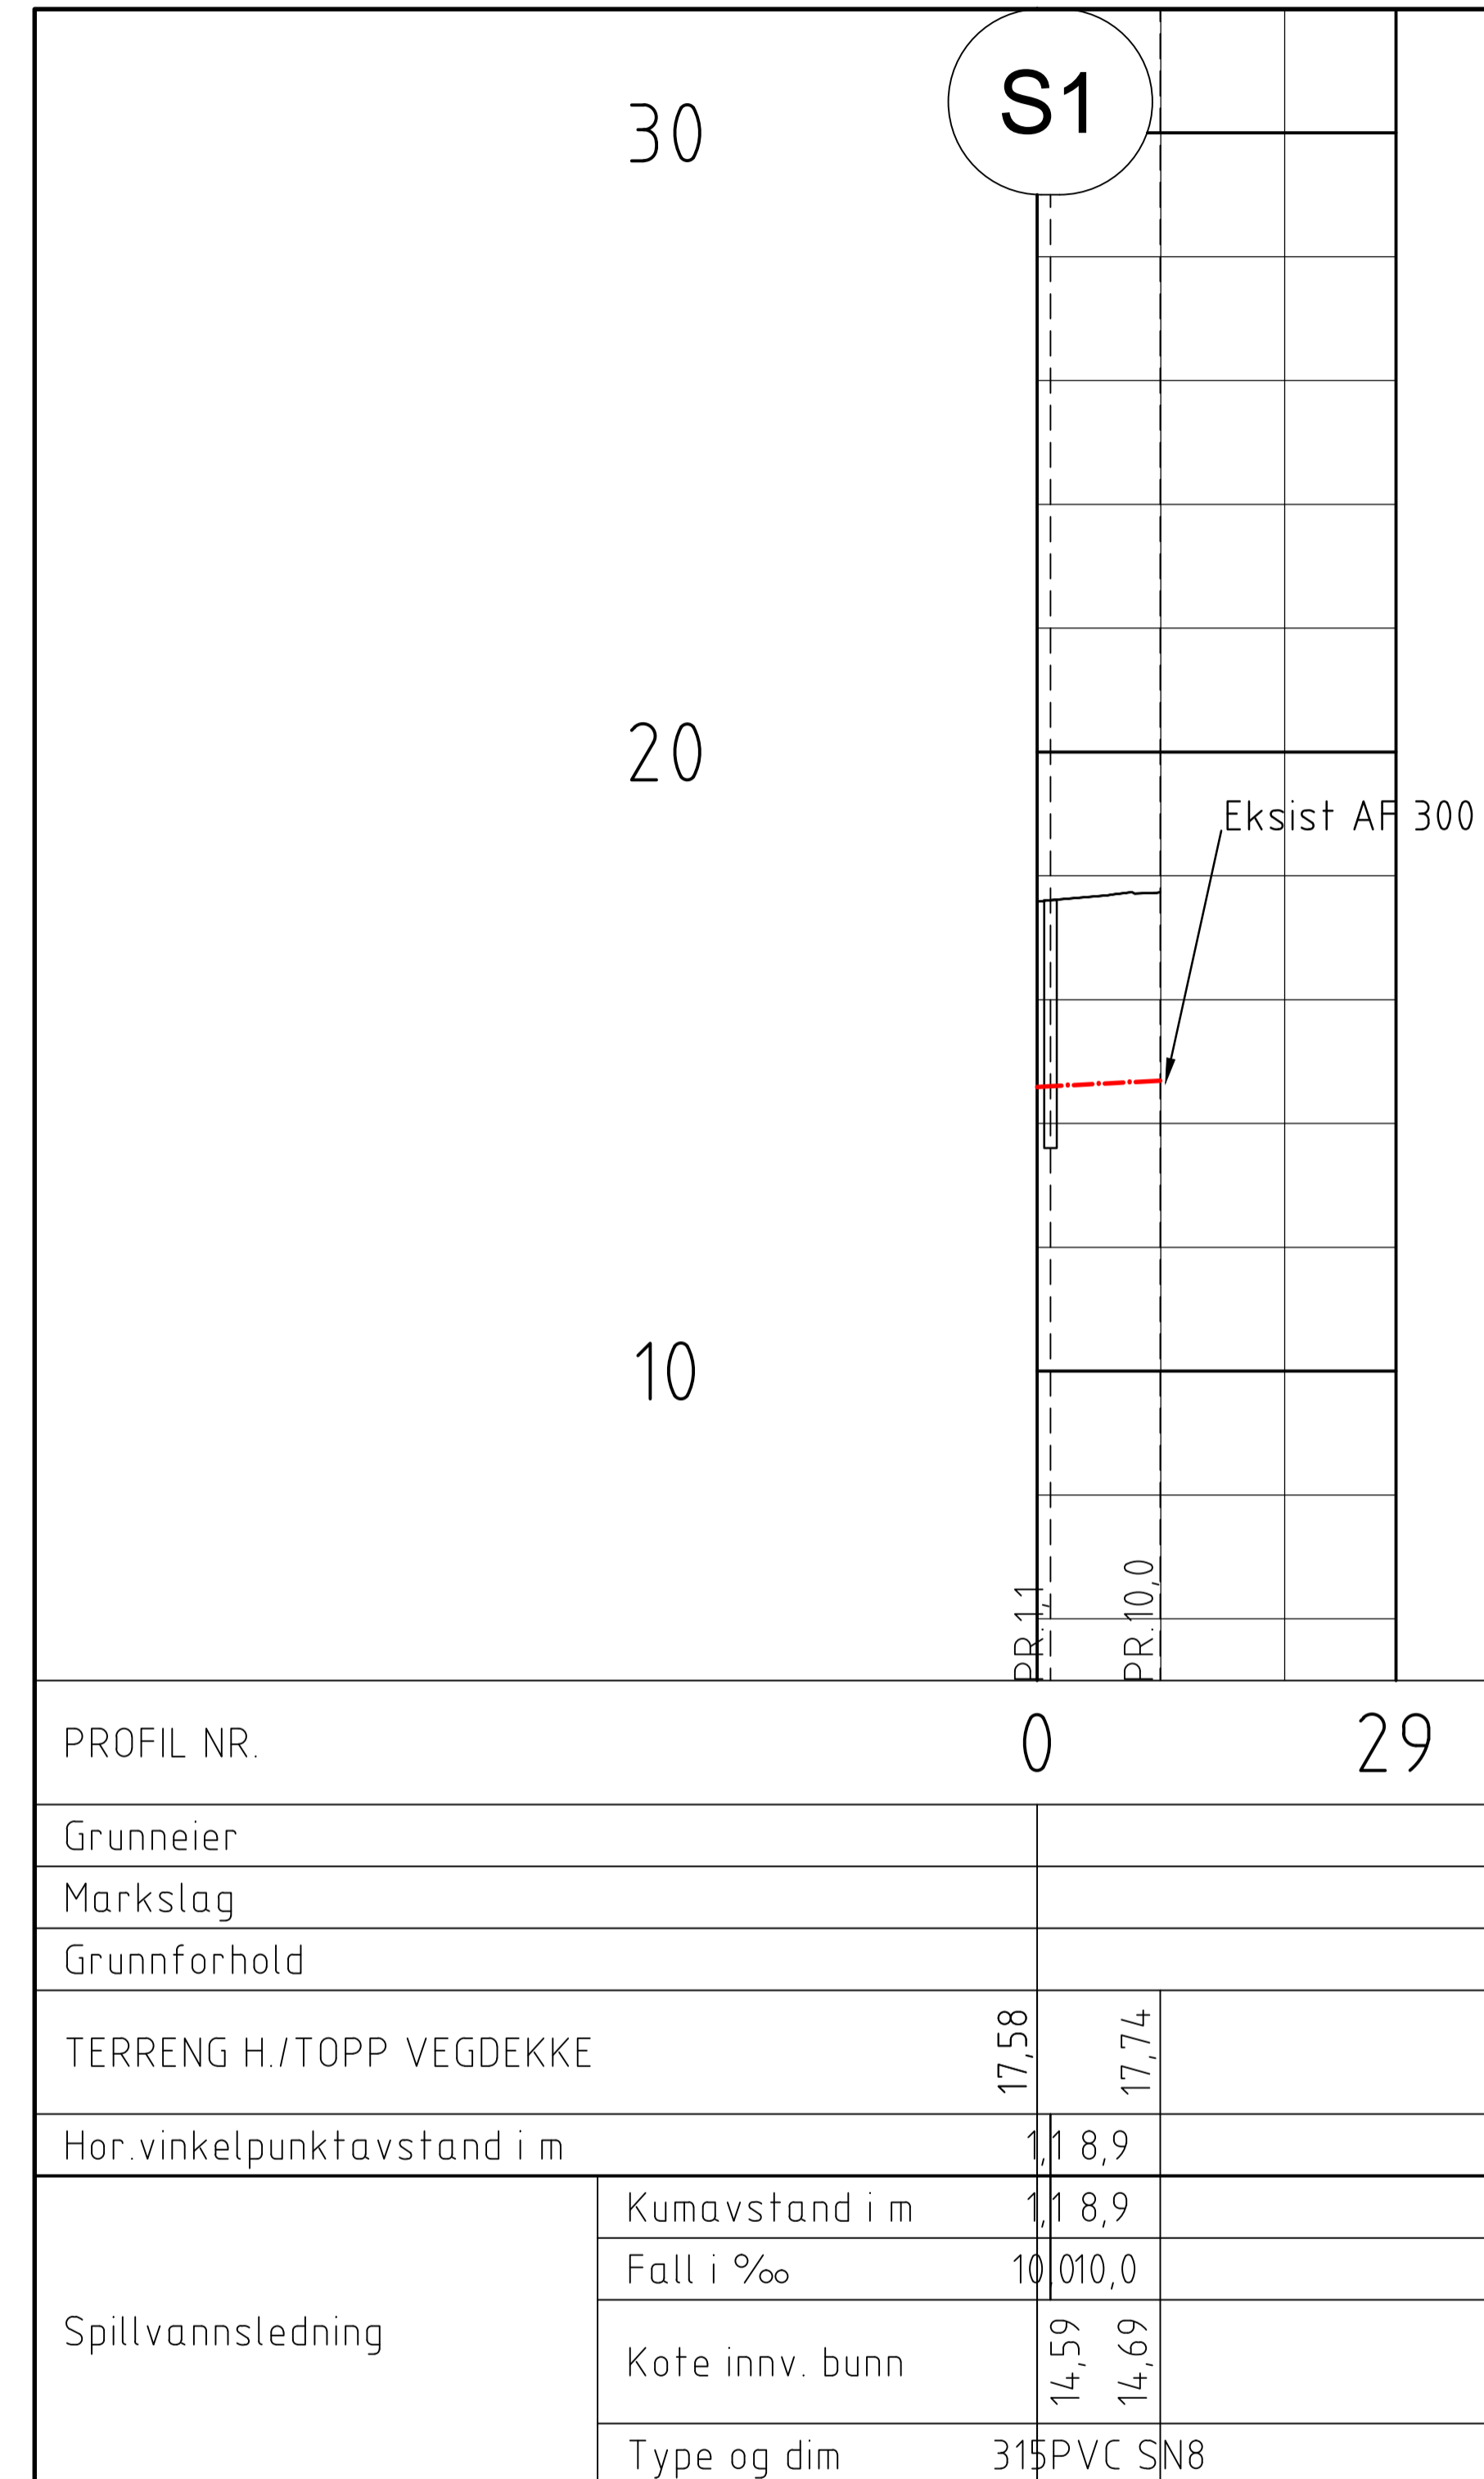 S1
30
20
Eksist AF 300
10
PR.1,1
PR.10,0
PROFIL NR.
0 29
Grunneier
Markslag
Grunnforhold
TERRENG H./TOPP VEGDEKKE
17,58 17,74
Hor.vinkelpunktavstand i m
1,1 8,9
Kumavstand i m
1,1 8,9
Fall i ‰
10,0 10,0
Spillvannsledning
Kote innv. bunn
14,59 14,69
Type og dim
315PVC SN8